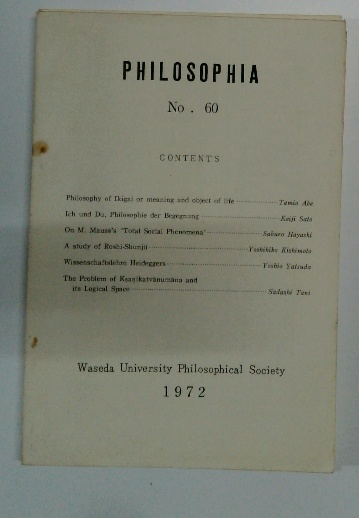 PHILOSOPHIA
No . 60
CONTENTS
Philosophy of Ikigai or meaning and object of life Tamio Abe
Ich und Du, Philosophie der Begegnung Keiji Sato
On M. Mauss's "Total Social Phenomena" Saburo Hayashi
A study of Roshi-Shunjū Yoshihiko Kishimoto
Wissenschaftslehre Heideggers Yoshio Yatsuda
The Problem of Kṣaṇikatvānumāna and
its Logical Space Sadashi Tani
Waseda University Philosophical Society
1972